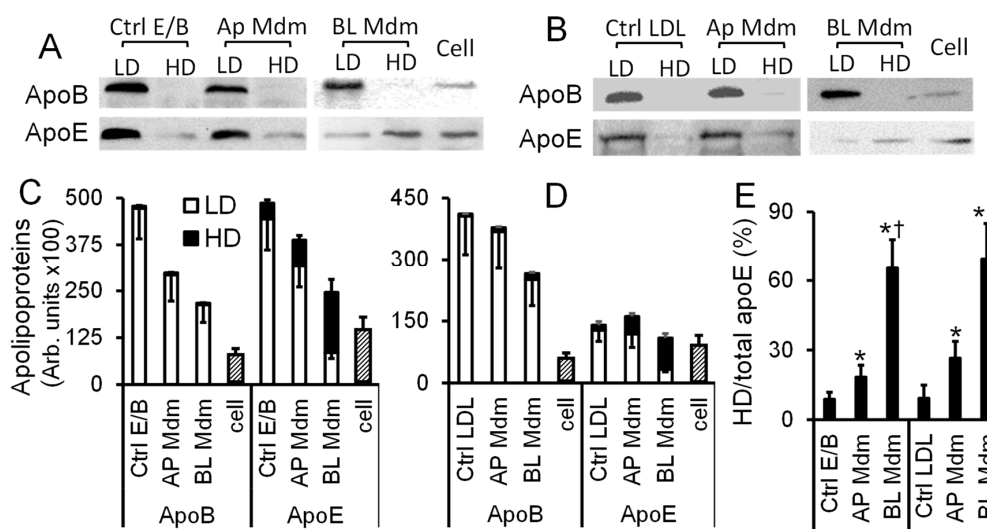 A Ctrl E/B Ap Mdm BL Mdm Cell
LD HD LD HD LD HD
ApoB
ApoE
B Ctrl LDL Ap Mdm BL Mdm Cell
LD HD LD HD LD HD
ApoB
ApoE
C
Apolipoproteins
(Arb. units x100)
500
375
250
125
0
LD
HD
Ctrl E/B
AP Mdm
BL Mdm
cell
Ctrl E/B
AP Mdm
BL Mdm
cell
ApoB ApoE
D
450
300
150
0
Ctrl LDL
AP Mdm
BL Mdm
cell
Ctrl LDL
AP Mdm
BL Mdm
cell
ApoB ApoE
E
HD/total apoE (%)
90
60
30
0
*
*†
*
*
Ctrl E/B
AP Mdm
BL Mdm
Ctrl LDL
AP Mdm
BL Mdm